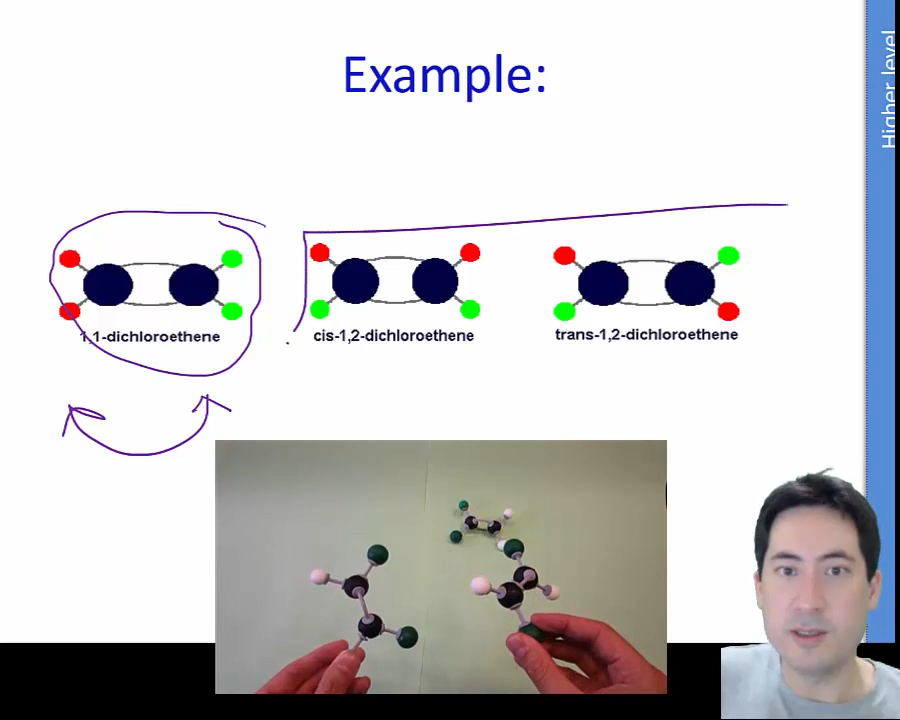 Example:
Higher level
1,1-dichloroethene
cis-1,2-dichloroethene
trans-1,2-dichloroethene